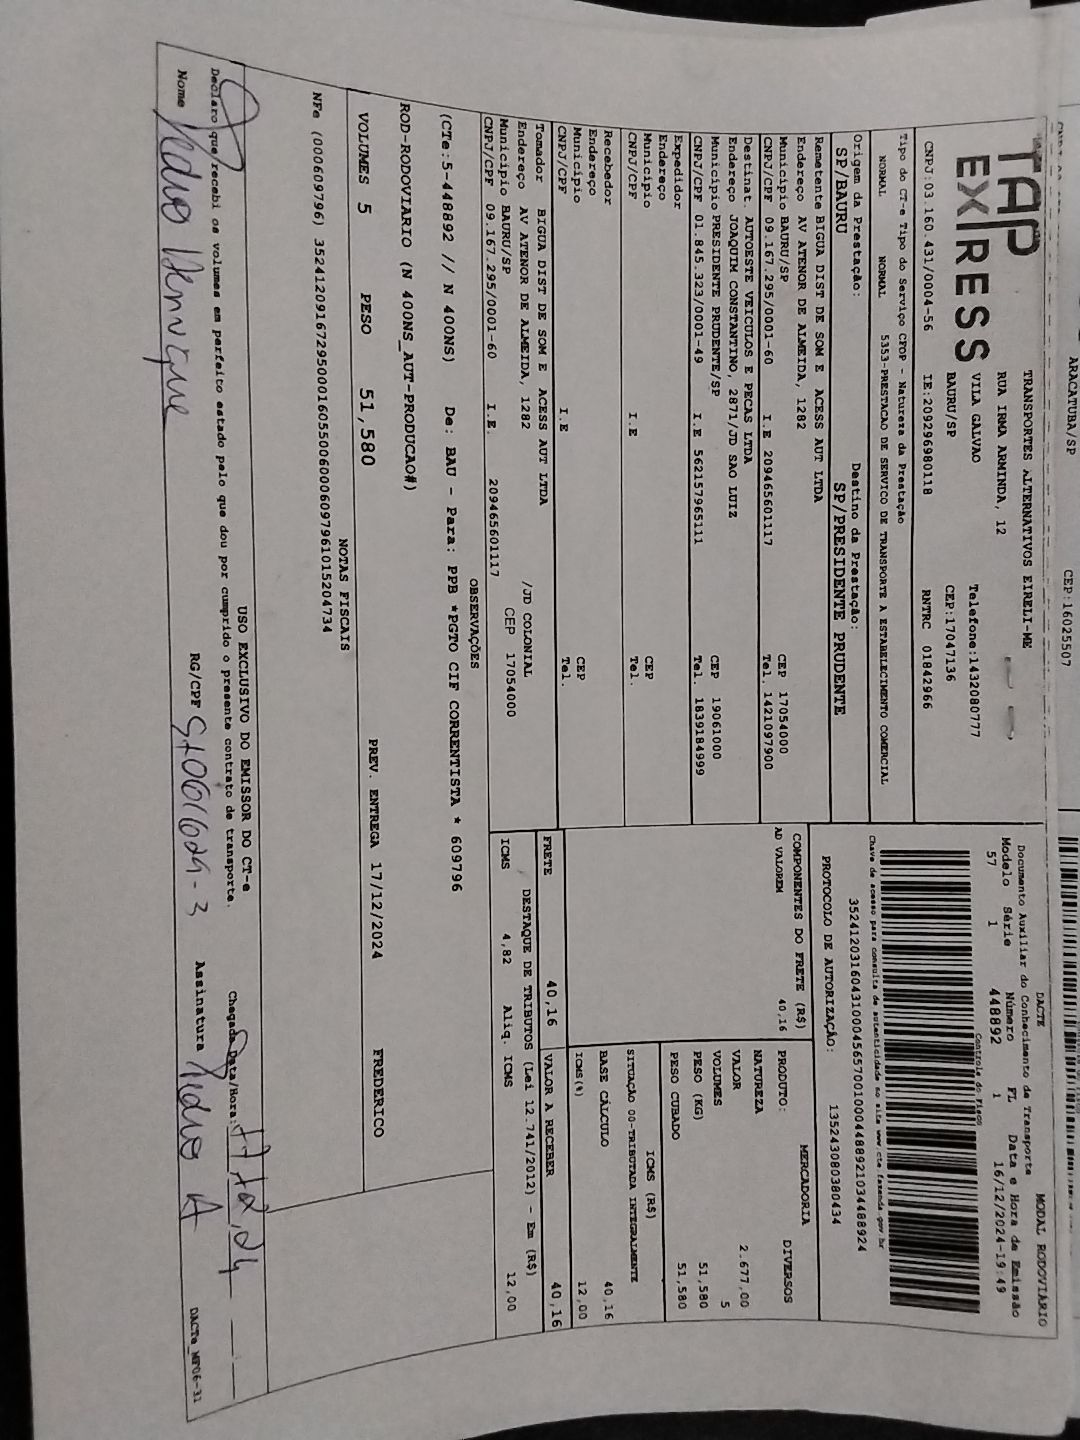 ARACATUBA/SP CEP:16025507
TAP EXPRESS
TRANSPORTES ALTERNATIVOS EIRELI-ME
RUA IRMA ARMINDA, 12
VILA GALVAO Telefone:1432080777
BAURU/SP CEP:17047136
CNPJ:03.160.431/0004-56 IE:209296980118 RNTRC 01842966
DACTE MODAL RODOVIÁRIO
Documento Auxiliar do Conhecimento de Transporte
Modelo Série Número FL Data e Hora de Emissão
57 1 448892 1 16/12/2024-19:49
Controle do Fisco
Chave de acesso para consulta de autenticidade no site www.cte.fazenda.gov.br
PROTOCOLO DE AUTORIZAÇÃO: 135243080380434
Tipo do CT-e Tipo do Serviço CFOP - Natureza da Prestação
NORMAL NORMAL 5353-PRESTACAO DE SERVICO DE TRANSPORTE A ESTABELECIMENTO COMERCIAL
Origem da Prestação: Destino da Prestação:
SP/BAURU SP/PRESIDENTE PRUDENTE
Remetente BIGUA DIST DE SOM E ACESS AUT LTDA
Endereço AV ATENOR DE ALMEIDA, 1282
Município BAURU/SP CEP 17054000
CNPJ/CPF 09.167.295/0001-60 I.E 209465601117 Tel. 1421097900
Destinat. AUTOESTE VEICULOS E PECAS LTDA
Endereço JOAQUIM CONSTANTINO, 2871/JD SAO LUIZ
Município PRESIDENTE PRUDENTE/SP CEP 19061000
CNPJ/CPF 01.845.323/0001-49 I.E 562157965111 Tel. 1839184999
Expedidor
Endereço
Município CEP
CNPJ/CPF I.E Tel.
Recebedor
Endereço
Município CEP
CNPJ/CPF I.E Tel.
Tomador BIGUA DIST DE SOM E ACESS AUT LTDA
Endereço AV ATENOR DE ALMEIDA, 1282 /JD COLONIAL
Município BAURU/SP CEP 17054000
CNPJ/CPF 09.167.295/0001-60 I.E. 209465601117
COMPONENTES DO FRETE (R$)
AD VALOREM 40,16
PRODUTO: MERCADORIA
NATUREZA DIVERSOS
VALOR 2.677,00
VOLUMES 5
PESO (KG) 51,580
PESO CUBADO 51,580
ICMS (R$)
SITUAÇÃO 00-TRIBUTADA INTEGRALMENTE
BASE CÁLCULO 40,16
ICMS(%) 12,00
FRETE 40,16 VALOR A RECEBER 40,16
DESTAQUE DE TRIBUTOS (Lei 12.741/2012) - Em (R$)
ICMS 4,82 Aliq. ICMS 12,00
OBSERVAÇÕES
(CTe:5-448892 // N 400NS) De: BAU - Para: PPB *PGTO CIF CORRENTISTA * 609796
ROD-RODOVIARIO (N 400NS_AUT-PRODUCAO#)
VOLUMES 5 PESO 51,580 PREV. ENTREGA 17/12/2024 FREDERICO
NOTAS FISCAIS
USO EXCLUSIVO DO EMISSOR DO CT-e
Declaro que recebi os volumes em perfeito estado pelo que dou por cumprido o presente contrato de transporte. Chegada Data/Hora:
Nome Pedro Henrique RG/CPF Assinatura Pedro H
DACTe_MF06-31